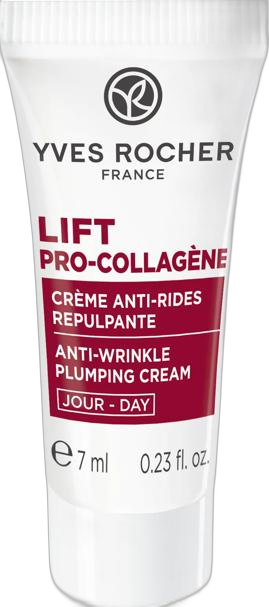 YVES ROCHER
FRANCE
LIFT
PRO-COLLAGÈNE
CRÈME ANTI-RIDES
REPULPANTE
ANTI-WRINKLE
PLUMPING CREAM
JOUR - DAY
℮ 7 ml 0.23 fl. oz.